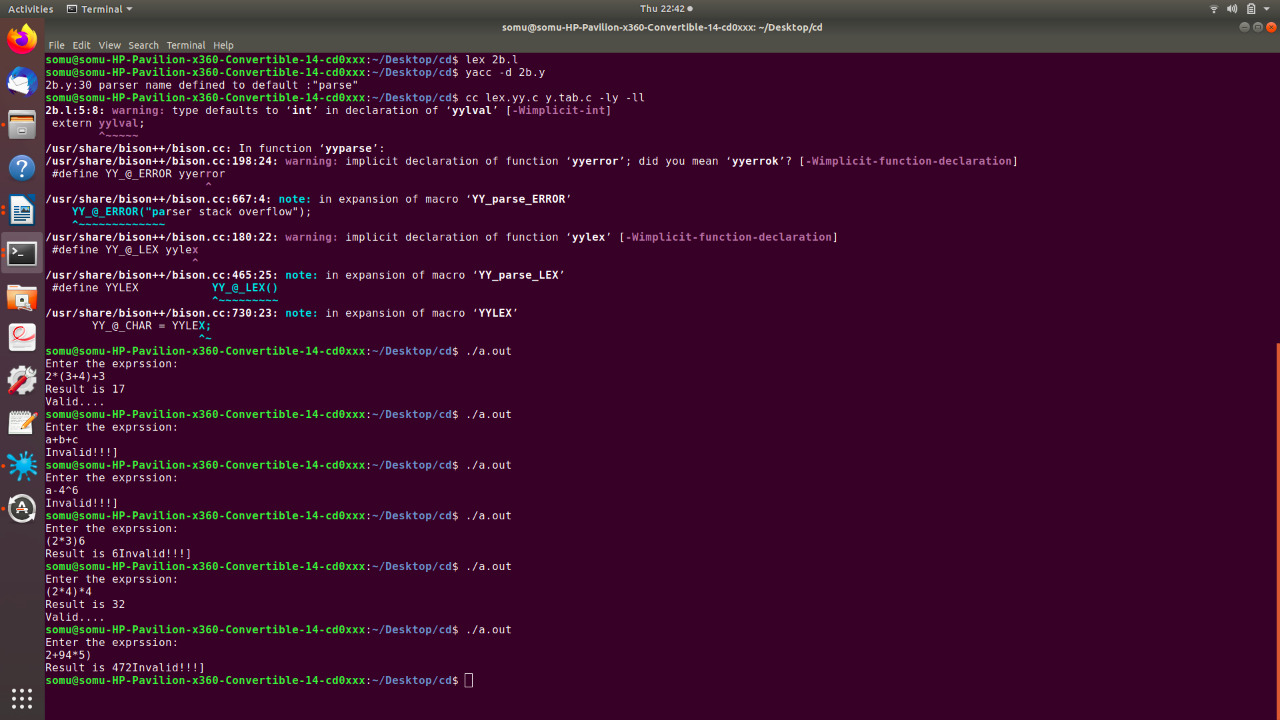 Activities Terminal Thu 22:42
somu@somu-HP-Pavilion-x360-Convertible-14-cd0xxx: ~/Desktop/cd
File Edit View Search Terminal Help
somu@somu-HP-Pavilion-x360-Convertible-14-cd0xxx:~/Desktop/cd$ lex 2b.l
somu@somu-HP-Pavilion-x360-Convertible-14-cd0xxx:~/Desktop/cd$ yacc -d 2b.y
2b.y:30 parser name defined to default :"parse"
somu@somu-HP-Pavilion-x360-Convertible-14-cd0xxx:~/Desktop/cd$ cc lex.yy.c y.tab.c -ly -ll
2b.l:5:8: warning: type defaults to ‘int’ in declaration of ‘yylval’ [-Wimplicit-int]
extern yylval;
^~~~~~
/usr/share/bison++/bison.cc: In function ‘yyparse’:
/usr/share/bison++/bison.cc:198:24: warning: implicit declaration of function ‘yyerror’; did you mean ‘yyerrok’? [-Wimplicit-function-declaration]
#define YY_@_ERROR yyerror
^
/usr/share/bison++/bison.cc:667:4: note: in expansion of macro ‘YY_parse_ERROR’
YY_@_ERROR("parser stack overflow");
^~~~~~~~~~~~~~
/usr/share/bison++/bison.cc:180:22: warning: implicit declaration of function ‘yylex’ [-Wimplicit-function-declaration]
#define YY_@_LEX yylex
^
/usr/share/bison++/bison.cc:465:25: note: in expansion of macro ‘YY_parse_LEX’
#define YYLEX YY_@_LEX()
^~~~~~~~~~
/usr/share/bison++/bison.cc:730:23: note: in expansion of macro ‘YYLEX’
YY_@_CHAR = YYLEX;
^~
somu@somu-HP-Pavilion-x360-Convertible-14-cd0xxx:~/Desktop/cd$ ./a.out
Enter the exprssion:
2*(3+4)+3
Result is 17
Valid....
somu@somu-HP-Pavilion-x360-Convertible-14-cd0xxx:~/Desktop/cd$ ./a.out
Enter the exprssion:
a+b+c
Invalid!!!]
somu@somu-HP-Pavilion-x360-Convertible-14-cd0xxx:~/Desktop/cd$ ./a.out
Enter the exprssion:
a-4^6
Invalid!!!]
somu@somu-HP-Pavilion-x360-Convertible-14-cd0xxx:~/Desktop/cd$ ./a.out
Enter the exprssion:
(2*3)6
Result is 6Invalid!!!]
somu@somu-HP-Pavilion-x360-Convertible-14-cd0xxx:~/Desktop/cd$ ./a.out
Enter the exprssion:
(2*4)*4
Result is 32
Valid....
somu@somu-HP-Pavilion-x360-Convertible-14-cd0xxx:~/Desktop/cd$ ./a.out
Enter the exprssion:
2+94*5)
Result is 472Invalid!!!]
somu@somu-HP-Pavilion-x360-Convertible-14-cd0xxx:~/Desktop/cd$